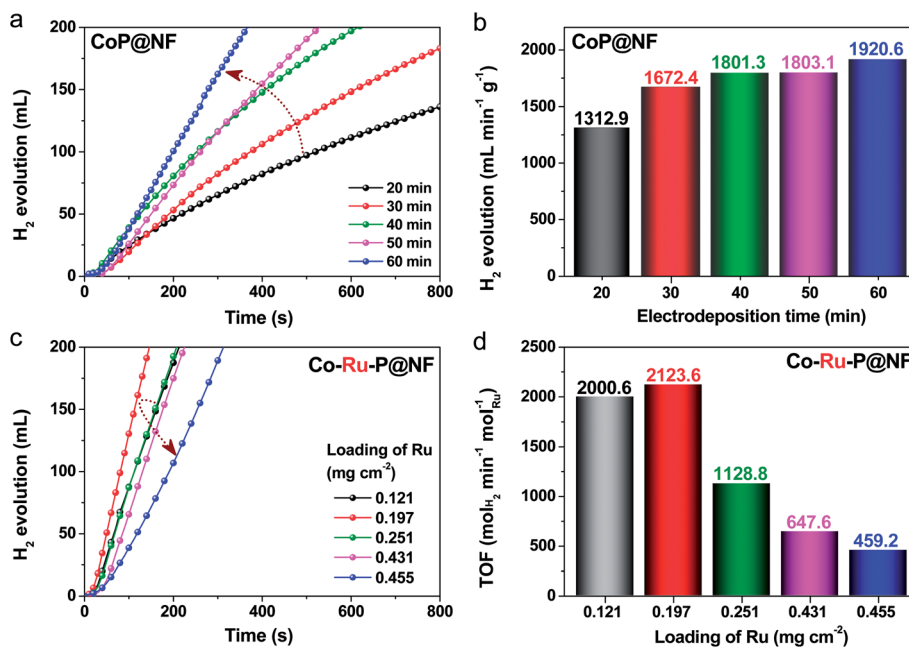 a
CoP@NF
H₂ evolution (mL)
200
150
100
50
0
0 200 400 600 800
Time (s)
20 min
30 min
40 min
50 min
60 min
b
CoP@NF
H₂ evolution (mL min⁻¹ g⁻¹)
2000
1500
1000
500
0
1312.9
1672.4
1801.3
1803.1
1920.6
20 30 40 50 60
Electrodeposition time (min)
c
Co-Ru-P@NF
H₂ evolution (mL)
200
150
100
50
0
0 200 400 600 800
Time (s)
Loading of Ru
(mg cm⁻²)
0.121
0.197
0.251
0.431
0.455
d
Co-Ru-P@NF
TOF (mol_H₂ min⁻¹ mol⁻¹_Ru)
2500
2000
1500
1000
500
0
2000.6
2123.6
1128.8
647.6
459.2
0.121 0.197 0.251 0.431 0.455
Loading of Ru (mg cm⁻²)